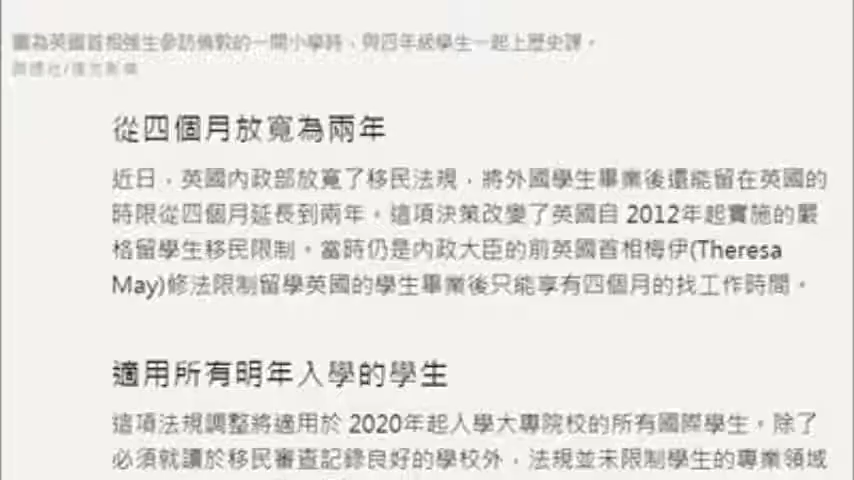 圖為英國首相強生參訪倫敦的一間小學時，與四年級學生一起上歷史課。
從四個月放寬為兩年
近日，英國內政部放寬了移民法規，將外國學生畢業後還能留在英國的
時限從四個月延長到兩年。這項決策改變了英國自 2012年起實施的嚴
格留學生移民限制。當時仍是內政大臣的前英國首相梅伊(Theresa
May)修法限制留學英國的學生畢業後只能享有四個月的找工作時間。
適用所有明年入學的學生
這項法規調整將適用於 2020年起入學大專院校的所有國際學生。除了
必須就讀於移民審查記錄良好的學校外，法規並未限制學生的專業領域